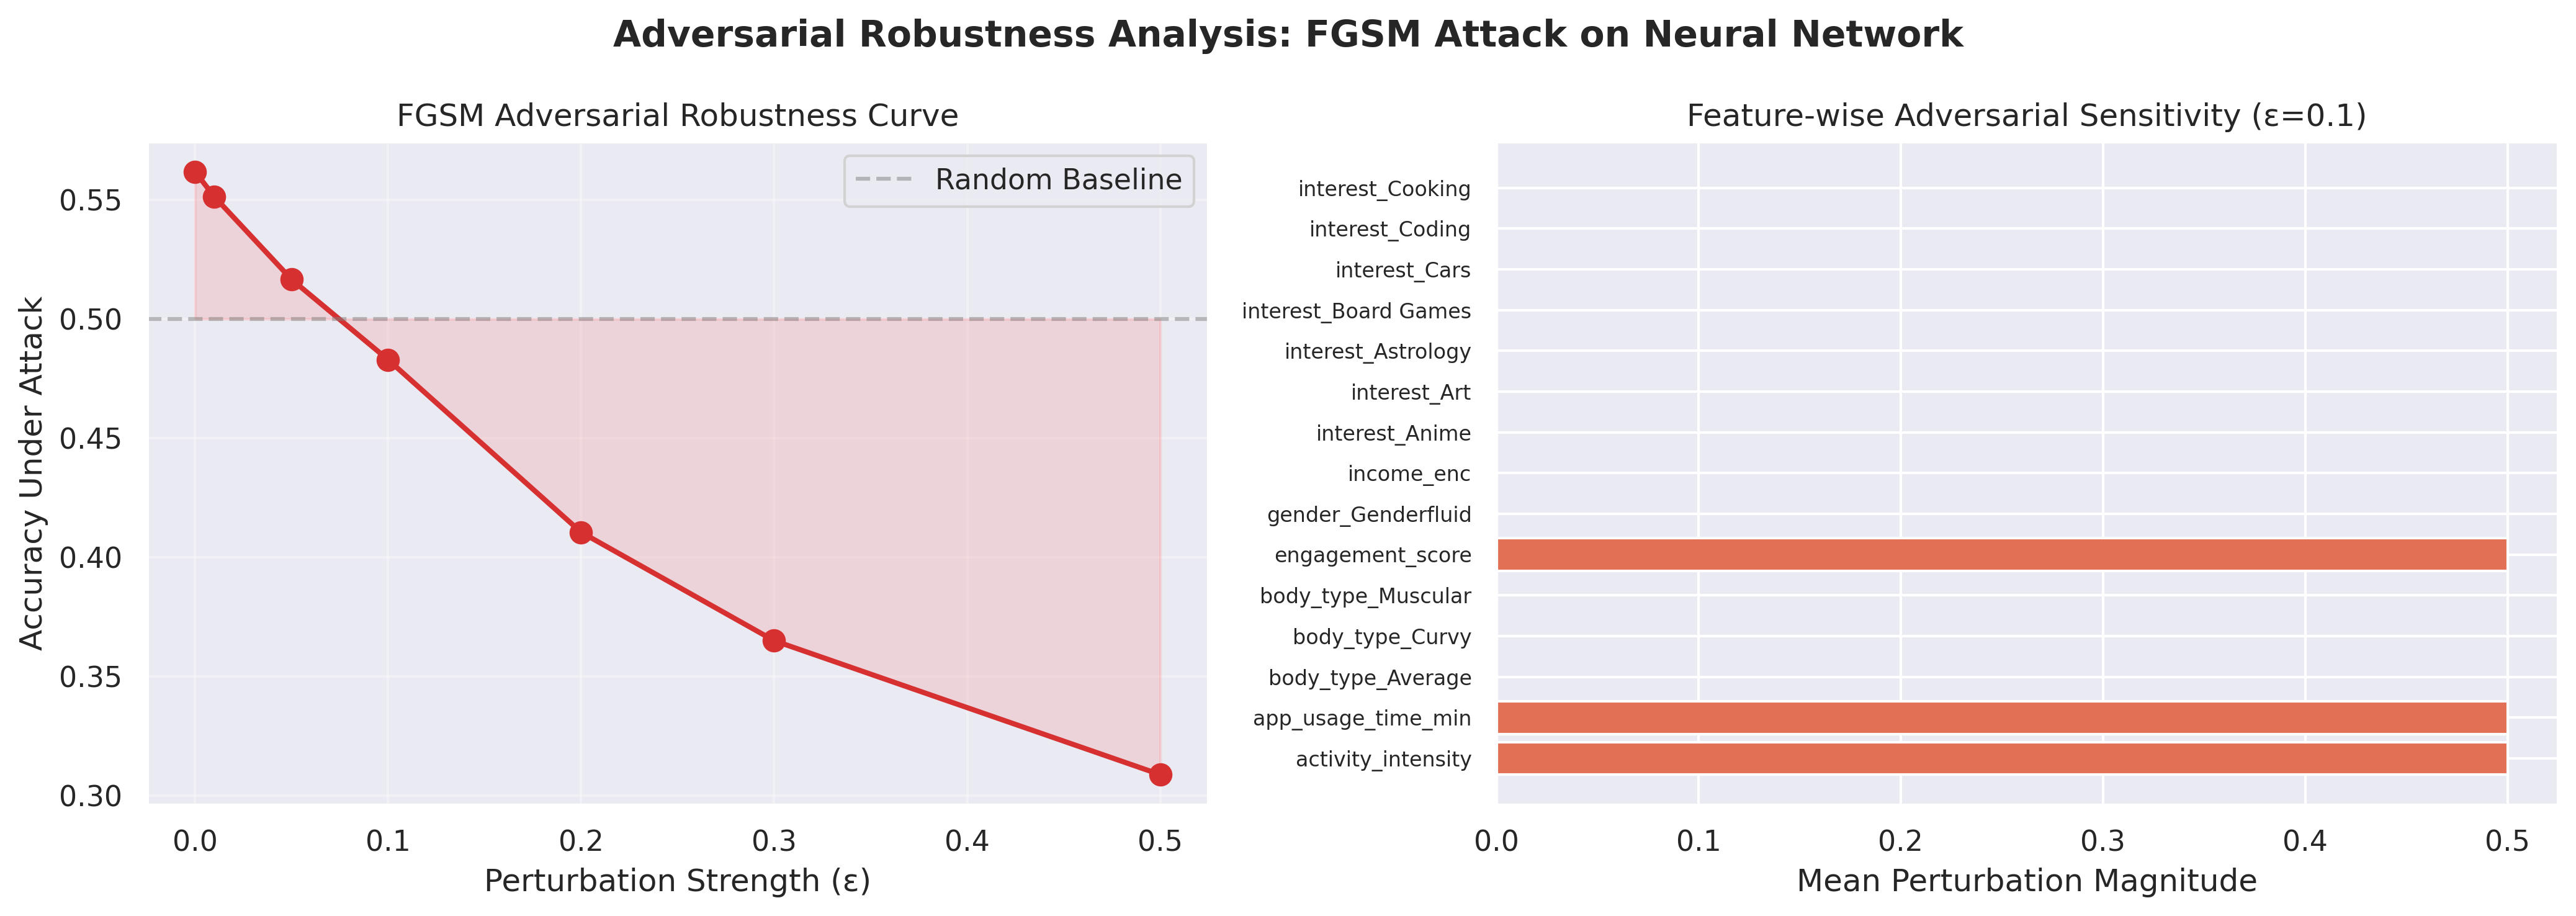 Adversarial Robustness Analysis: FGSM Attack on Neural Network
FGSM Adversarial Robustness Curve
Random Baseline
Accuracy Under Attack
0.55
0.50
0.45
0.40
0.35
0.30
0.0 0.1 0.2 0.3 0.4 0.5
Perturbation Strength (ε)
Feature-wise Adversarial Sensitivity (ε=0.1)
interest_Cooking
interest_Coding
interest_Cars
interest_Board Games
interest_Astrology
interest_Art
interest_Anime
income_enc
gender_Genderfluid
engagement_score
body_type_Muscular
body_type_Curvy
body_type_Average
app_usage_time_min
activity_intensity
0.0 0.1 0.2 0.3 0.4 0.5
Mean Perturbation Magnitude